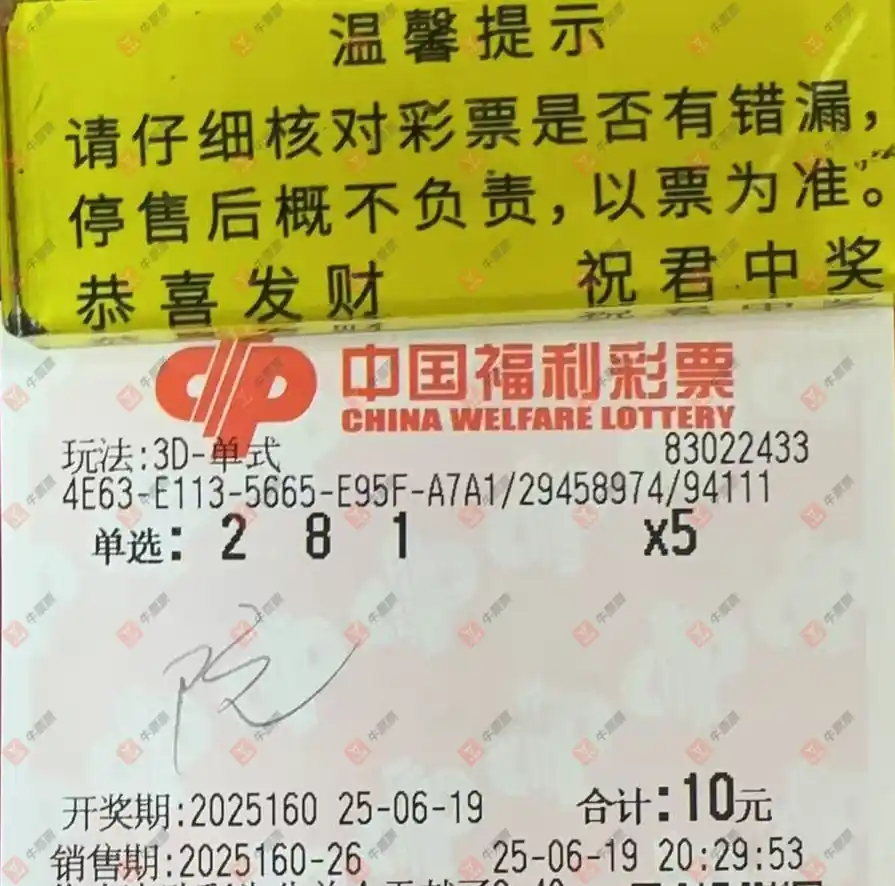 温馨提示
请仔细核对彩票是否有错漏，
停售后概不负责，以票为准。
恭喜发财 祝君中奖
中国福利彩票
CHINA WELFARE LOTTERY
玩法:3D-单式 83022433
4E63-E113-5665-E95F-A7A1/29458974/94111
单选: 2 8 1 x5
开奖期:2025160 25-06-19 合计:10元
销售期:2025160-26 25-06-19 20:29:53